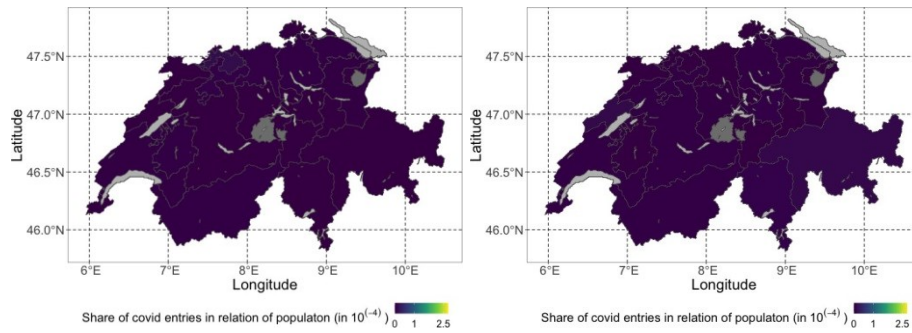 47.5°N
47.0°N
46.5°N
46.0°N
Latitude
6°E 7°E 8°E 9°E 10°E
Longitude
Share of covid entries in relation of populaton (in 10(-4))
0 1 2.5
47.5°N
47.0°N
46.5°N
46.0°N
Latitude
6°E 7°E 8°E 9°E 10°E
Longitude
Share of covid entries in relation of populaton (in 10(-4))
0 1 2.5